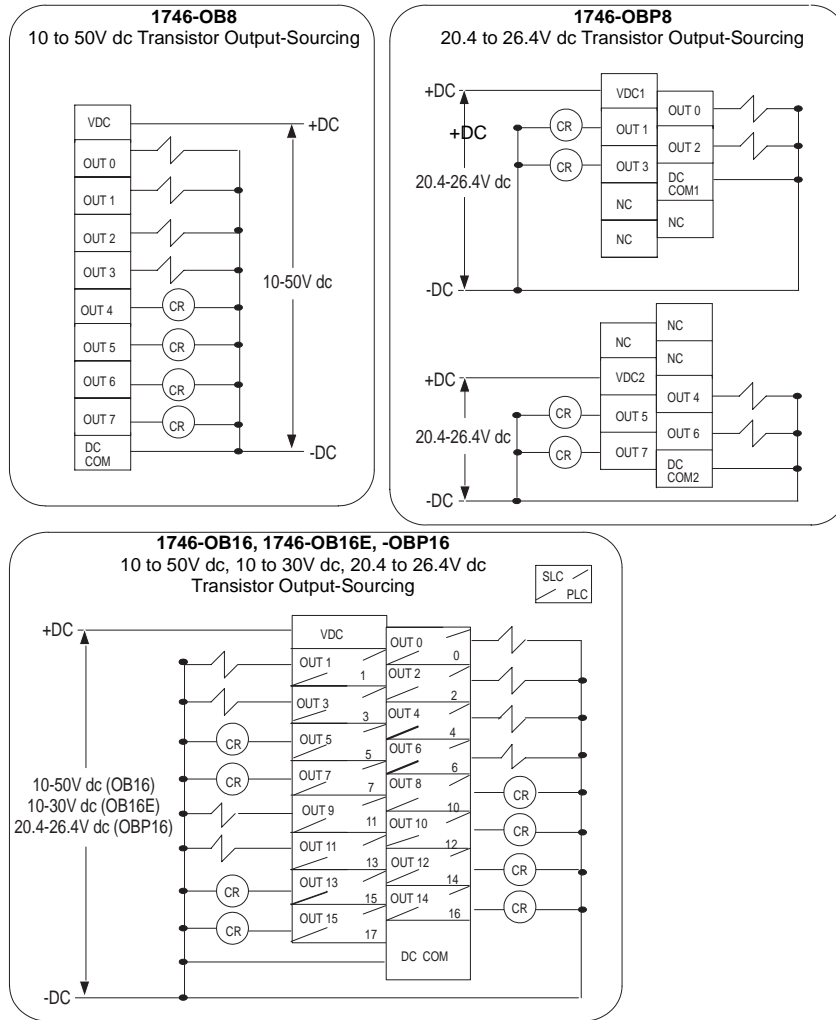 1746-OB8
10 to 50V dc Transistor Output-Sourcing
VDC
+DC
OUT 0
OUT 1
OUT 2
OUT 3
10-50V dc
OUT 4
CR
OUT 5
CR
OUT 6
CR
OUT 7
CR
DC
COM
-DC
1746-OBP8
20.4 to 26.4V dc Transistor Output-Sourcing
+DC
VDC1
OUT 0
+DC
CR
OUT 1
OUT 2
CR
OUT 3
20.4-26.4V dc
DC
COM1
NC
NC
NC
-DC
NC
NC
NC
+DC
VDC2
OUT 4
CR
OUT 5
20.4-26.4V dc
OUT 6
CR
OUT 7
DC
COM2
-DC
1746-OB16, 1746-OB16E, -OBP16
10 to 50V dc, 10 to 30V dc, 20.4 to 26.4V dc
Transistor Output-Sourcing
SLC
PLC
+DC
VDC
OUT 0
0
OUT 1
1
OUT 2
2
OUT 3
3
OUT 4
4
CR
OUT 5
5
OUT 6
6
CR
OUT 7
7
OUT 8
10
CR
10-50V dc (OB16)
10-30V dc (OB16E)
20.4-26.4V dc (OBP16)
OUT 9
11
OUT 10
12
CR
OUT 11
13
OUT 12
14
CR
CR
OUT 13
15
OUT 14
16
CR
CR
OUT 15
17
DC COM
-DC